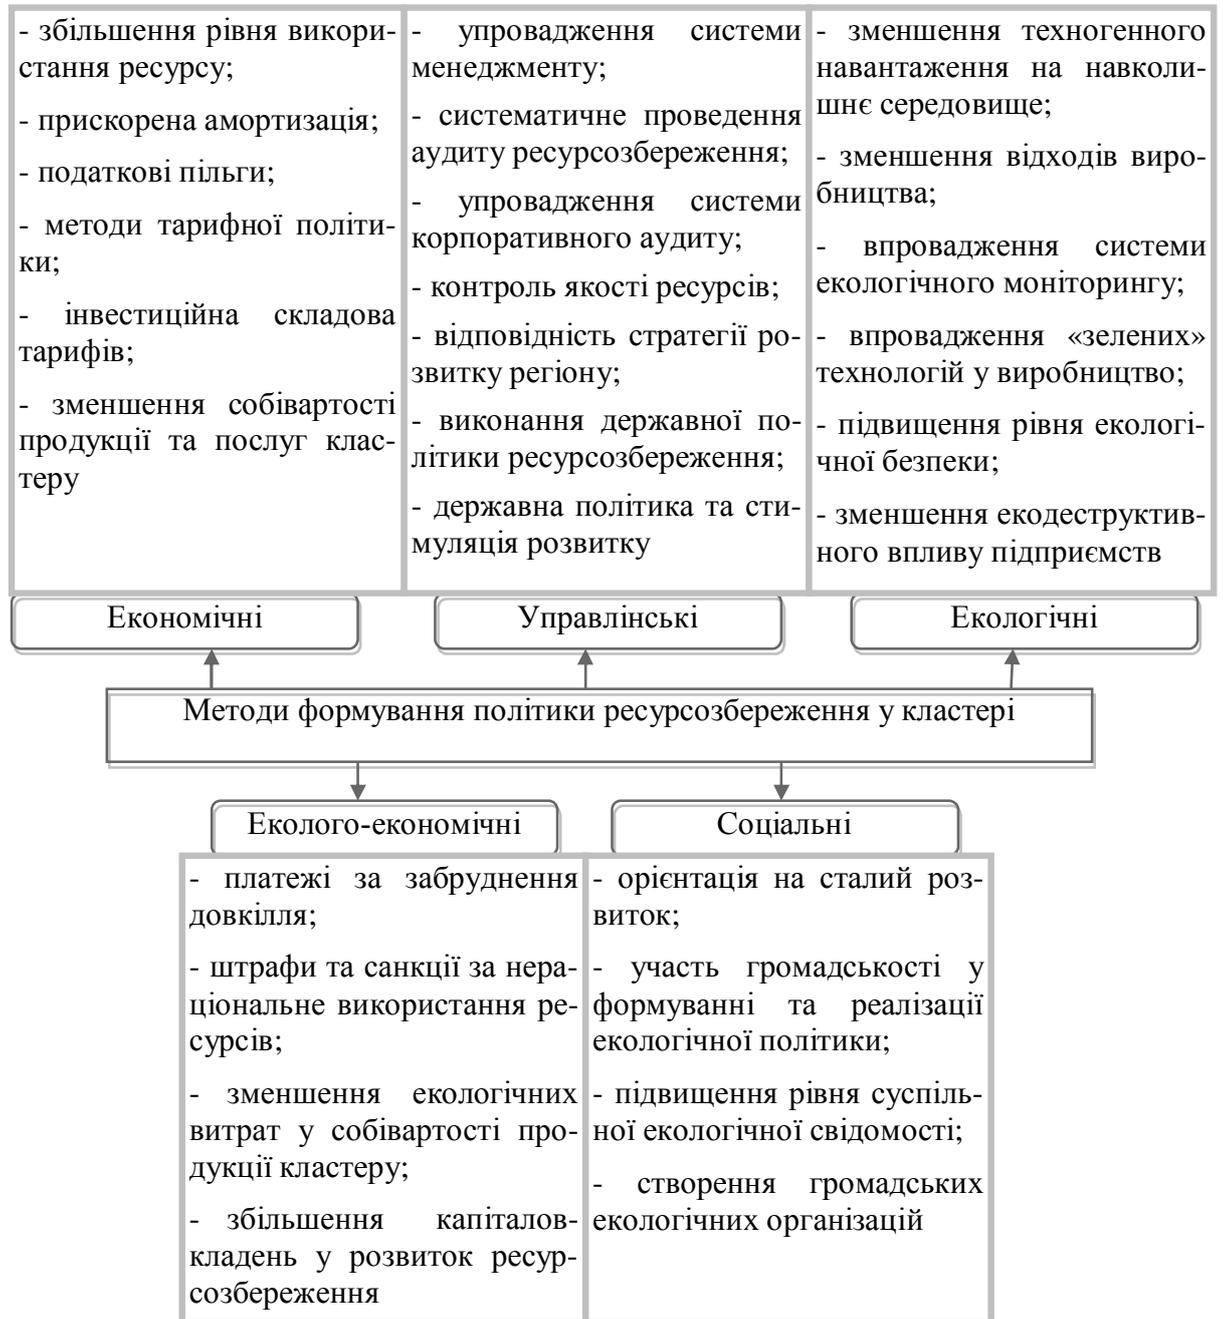 - збільшення рівня викори-
стання ресурсу;
- прискорена амортизація;
- податкові пільги;
- методи тарифної політи-
ки;
- інвестиційна складова
тарифів;
- зменшення собівартості
продукції та послуг клас-
теру
- упровадження системи
менеджменту;
- систематичне проведення
аудиту ресурсозбереження;
- упровадження системи
корпоративного аудиту;
- контроль якості ресурсів;
- відповідність стратегії ро-
звитку регіону;
- виконання державної по-
літики ресурсозбереження;
- державна політика та сти-
муляція розвитку
- зменшення техногенного
навантаження на навколи-
шнє середовище;
- зменшення відходів виро-
бництва;
- впровадження системи
екологічного моніторингу;
- впровадження «зелених»
технологій у виробництво;
- підвищення рівня екологі-
чної безпеки;
- зменшення екодеструктив-
ного впливу підприємств
Економічні
Управлінські
Екологічні
Методи формування політики ресурсозбереження у кластері
Еколого-економічні
Соціальні
- платежі за забруднення
довкілля;
- штрафи та санкції за нера-
ціональне використання ре-
сурсів;
- зменшення екологічних
витрат у собівартості про-
дукції кластеру;
- збільшення капіталов-
кладень у розвиток ресур-
созбереження
- орієнтація на сталий роз-
виток;
- участь громадськості у
формуванні та реалізації
екологічної політики;
- підвищення рівня суспіль-
ної екологічної свідомості;
- створення громадських
екологічних організацій